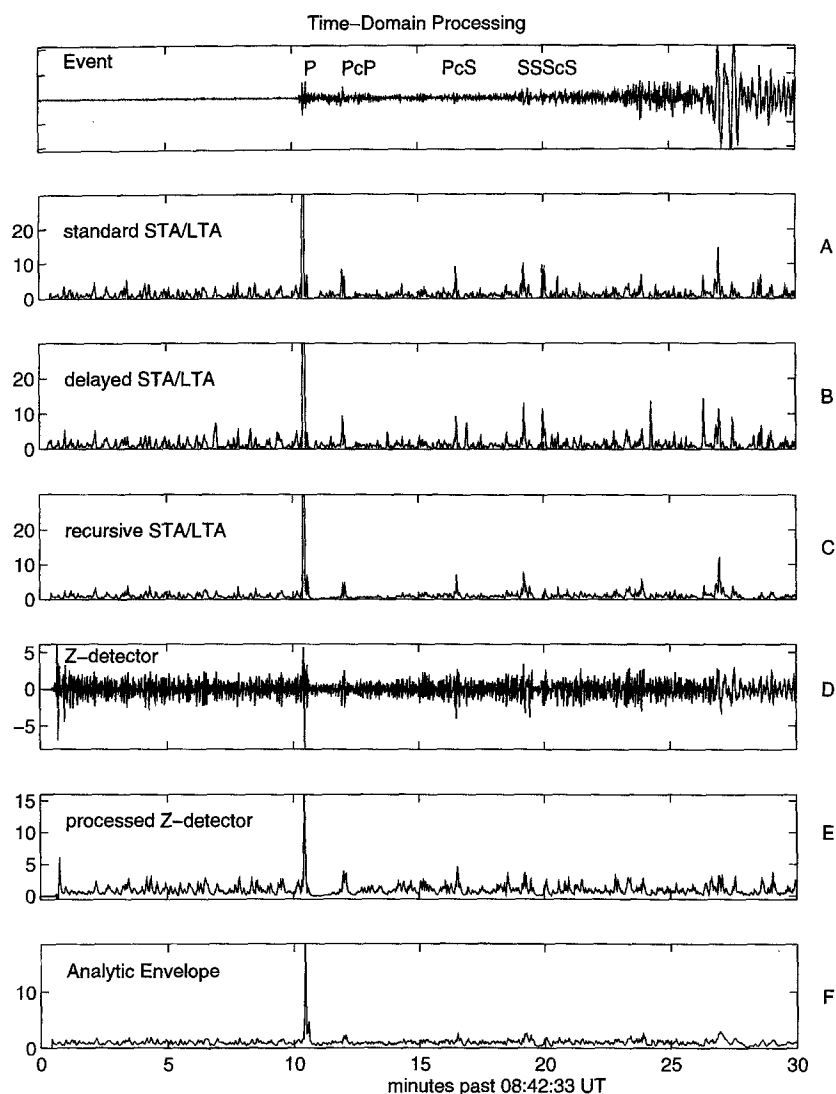 Time–Domain Processing
Event
P PcP PcS SSSScS
standard STA/LTA
20
10
0
A
delayed STA/LTA
20
10
0
B
recursive STA/LTA
20
10
0
C
Z–detector
5
0
−5
D
processed Z–detector
15
10
5
0
E
Analytic Envelope
10
0
F
0 5 10 15 20 25 30
minutes past 08:42:33 UT